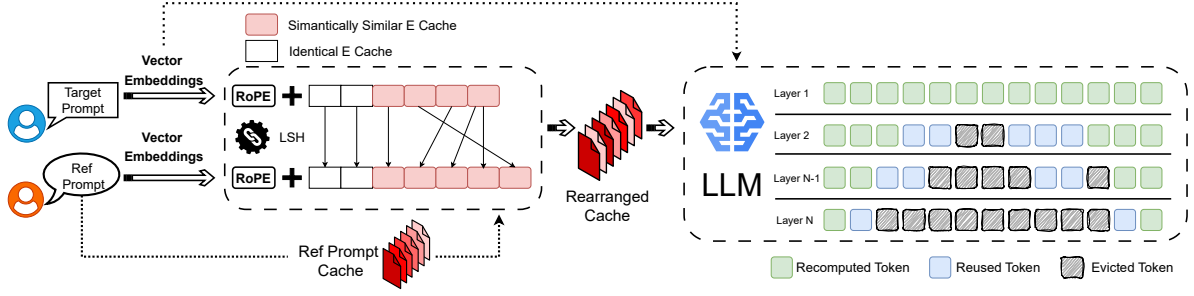 Simantically Similar E Cache
Identical E Cache
Vector
Embeddings
Target
Prompt
RoPE
LSH
Vector
Embeddings
Ref
Prompt
RoPE
Ref Prompt
Cache
Rearranged
Cache
LLM
Layer 1
Layer 2
Layer N-1
Layer N
Recomputed Token
Reused Token
Evicted Token